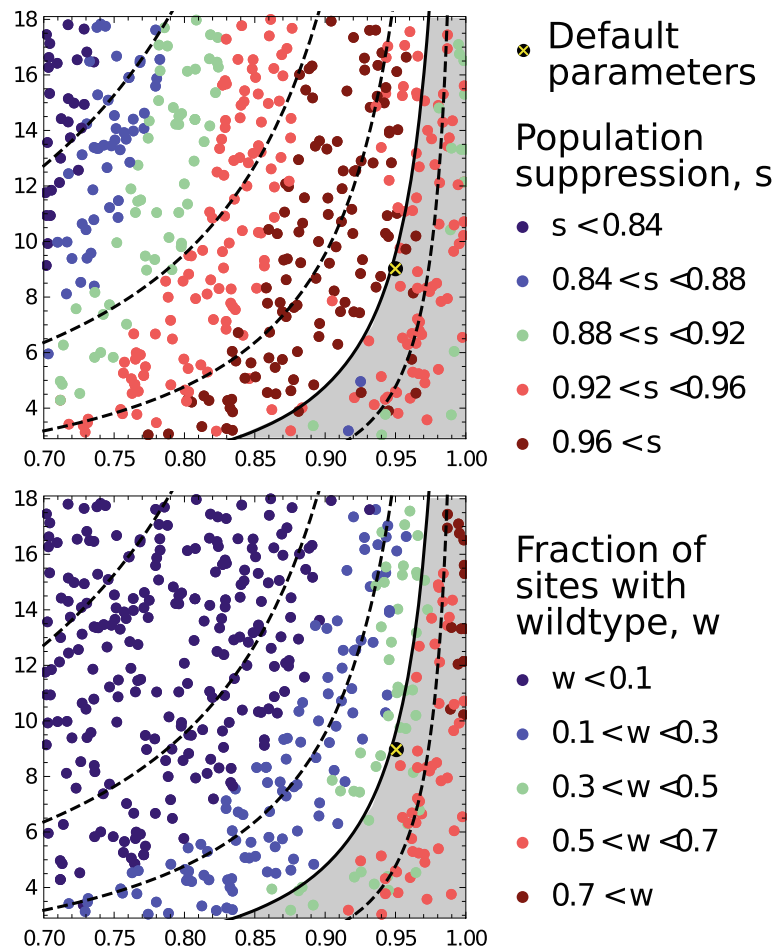 18
16
14
12
10
8
6
4
0.70 0.75 0.80 0.85 0.90 0.95 1.00
Default
parameters
Population
suppression, s
s < 0.84
0.84 < s < 0.88
0.88 < s < 0.92
0.92 < s < 0.96
0.96 < s
18
16
14
12
10
8
6
4
0.70 0.75 0.80 0.85 0.90 0.95 1.00
Fraction of
sites with
wildtype, w
w < 0.1
0.1 < w < 0.3
0.3 < w < 0.5
0.5 < w < 0.7
0.7 < w